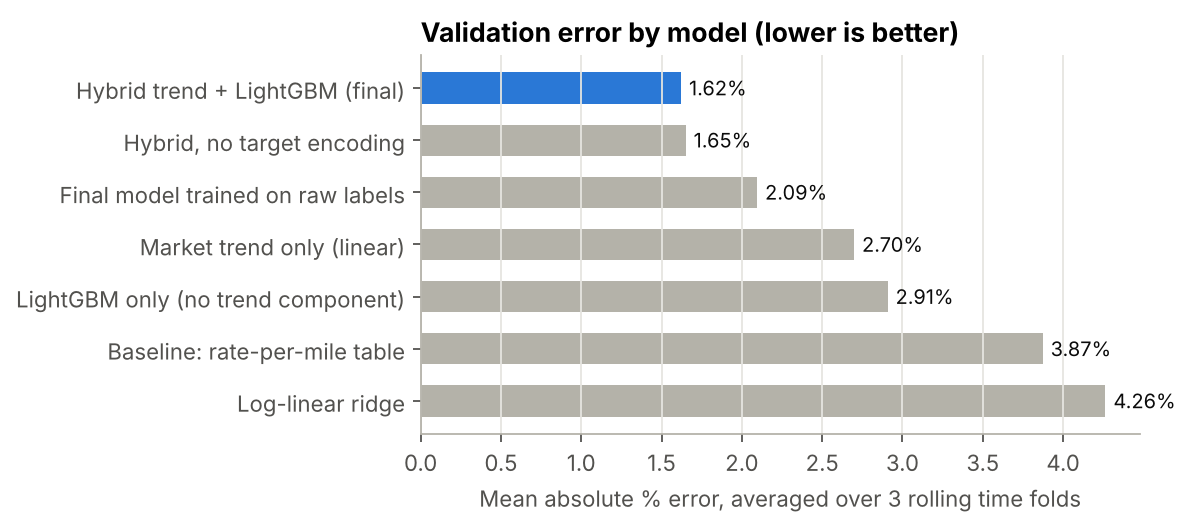 Validation error by model (lower is better)
Hybrid trend + LightGBM (final) 1.62%
Hybrid, no target encoding 1.65%
Final model trained on raw labels 2.09%
Market trend only (linear) 2.70%
LightGBM only (no trend component) 2.91%
Baseline: rate-per-mile table 3.87%
Log-linear ridge 4.26%
0.0 0.5 1.0 1.5 2.0 2.5 3.0 3.5 4.0
Mean absolute % error, averaged over 3 rolling time folds